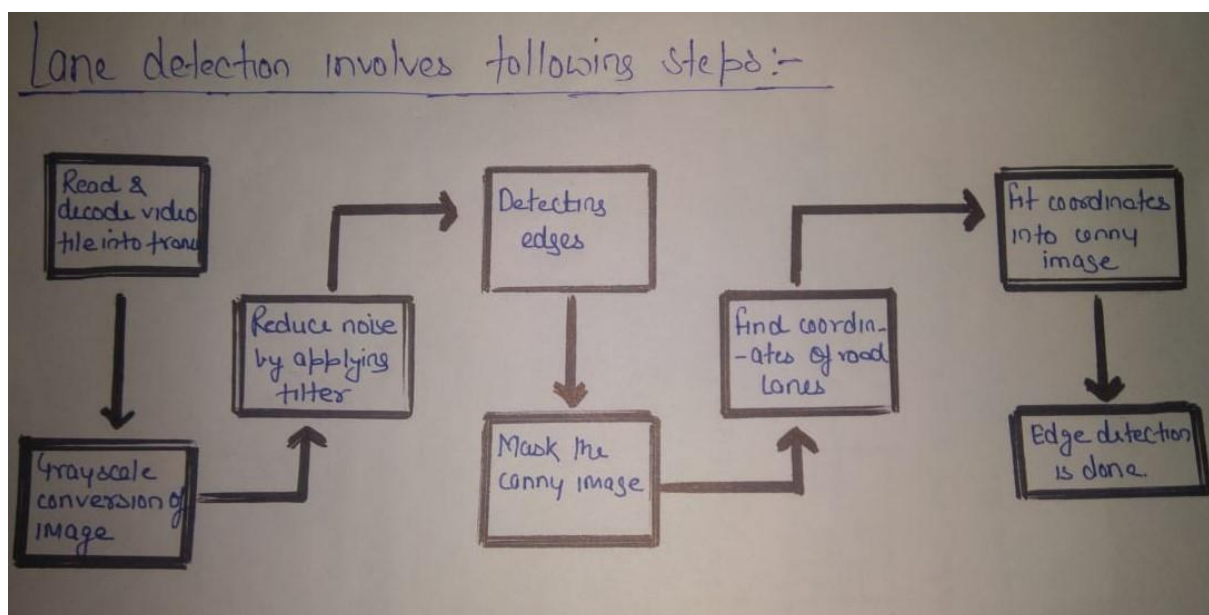 Lane detection involves following steps:-
Read &
decode video
file into frame
Grayscale
conversion of
image
Reduce noise
by applying
filter
Detecting
edges
Mask the
canny image
Find coordin-
-ates of road
Lanes
Fit coordinates
into canny
image
Edge detection
is done.